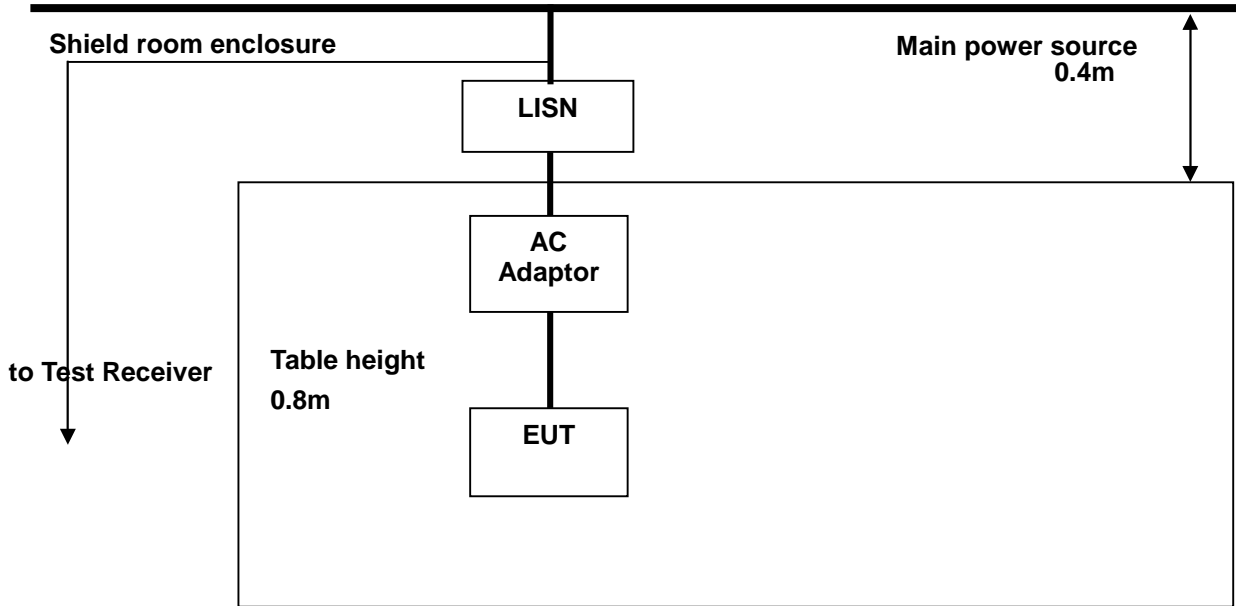 Shield room enclosure
Main power source
0.4m
LISN
AC
Adaptor
Table height
to Test Receiver
0.8m
EUT